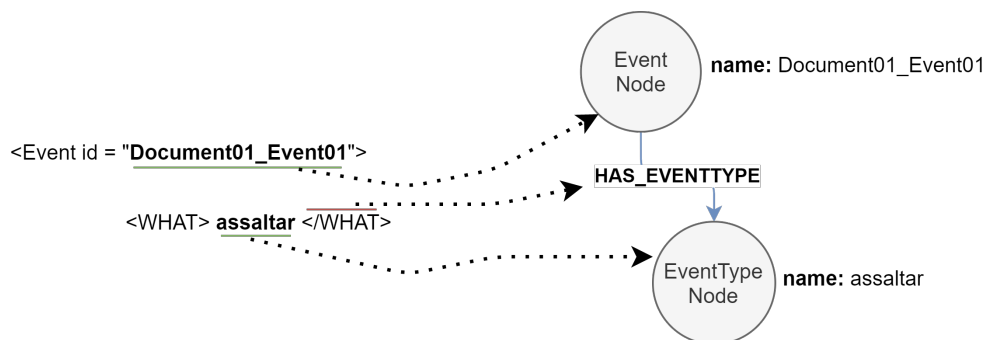 Event
Node
name: Document01_Event01
<Event id = "Document01_Event01">
HAS_EVENTTYPE
<WHAT> assaltar </WHAT>
EventType
Node
name: assaltar